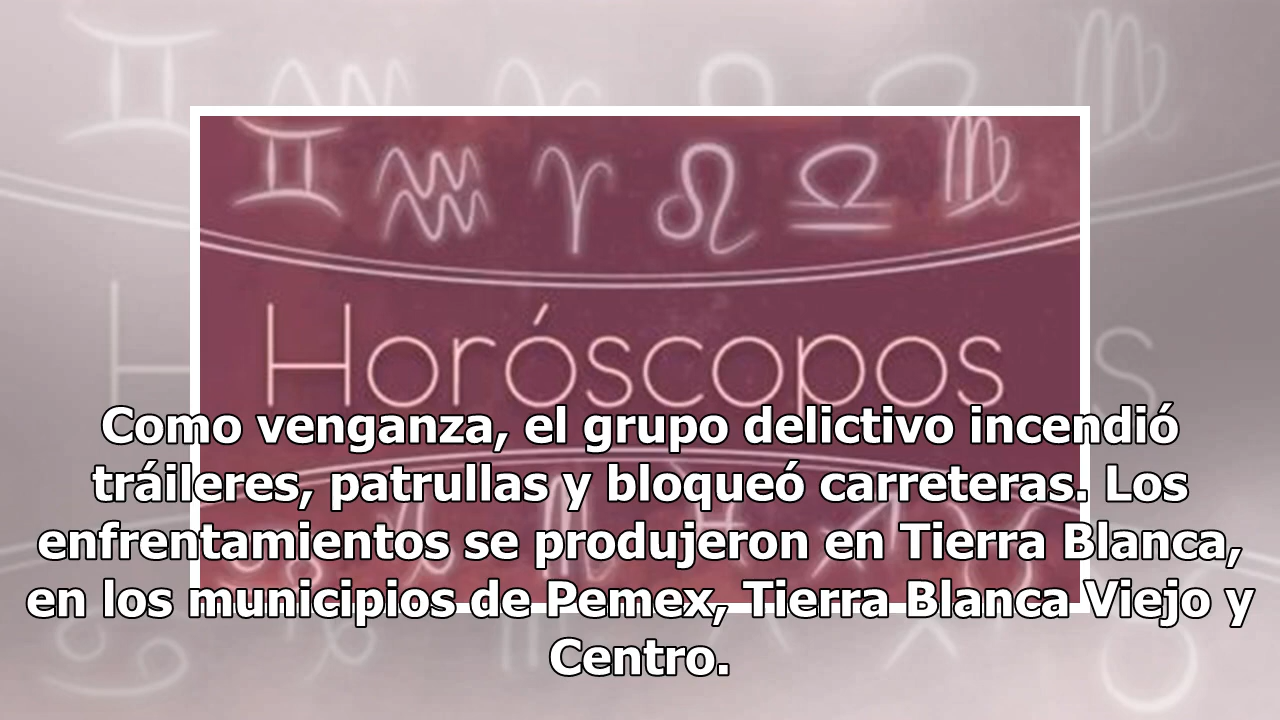 Horóscopos
Como venganza, el grupo delictivo incendió
tráileres, patrullas y bloqueó carreteras. Los
enfrentamientos se produjeron en Tierra Blanca,
en los municipios de Pemex, Tierra Blanca Viejo y
Centro.